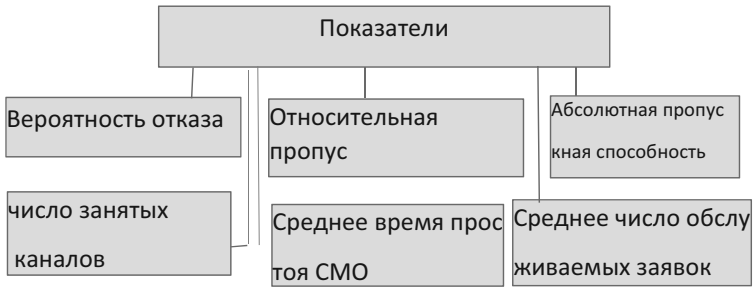 Показатели
Вероятность отказа
Относительная
пропус
Абсолютная пропус
кная способность
число занятых
каналов
Среднее время прос
тоя СМО
Среднее число обслу
живаемых заявок